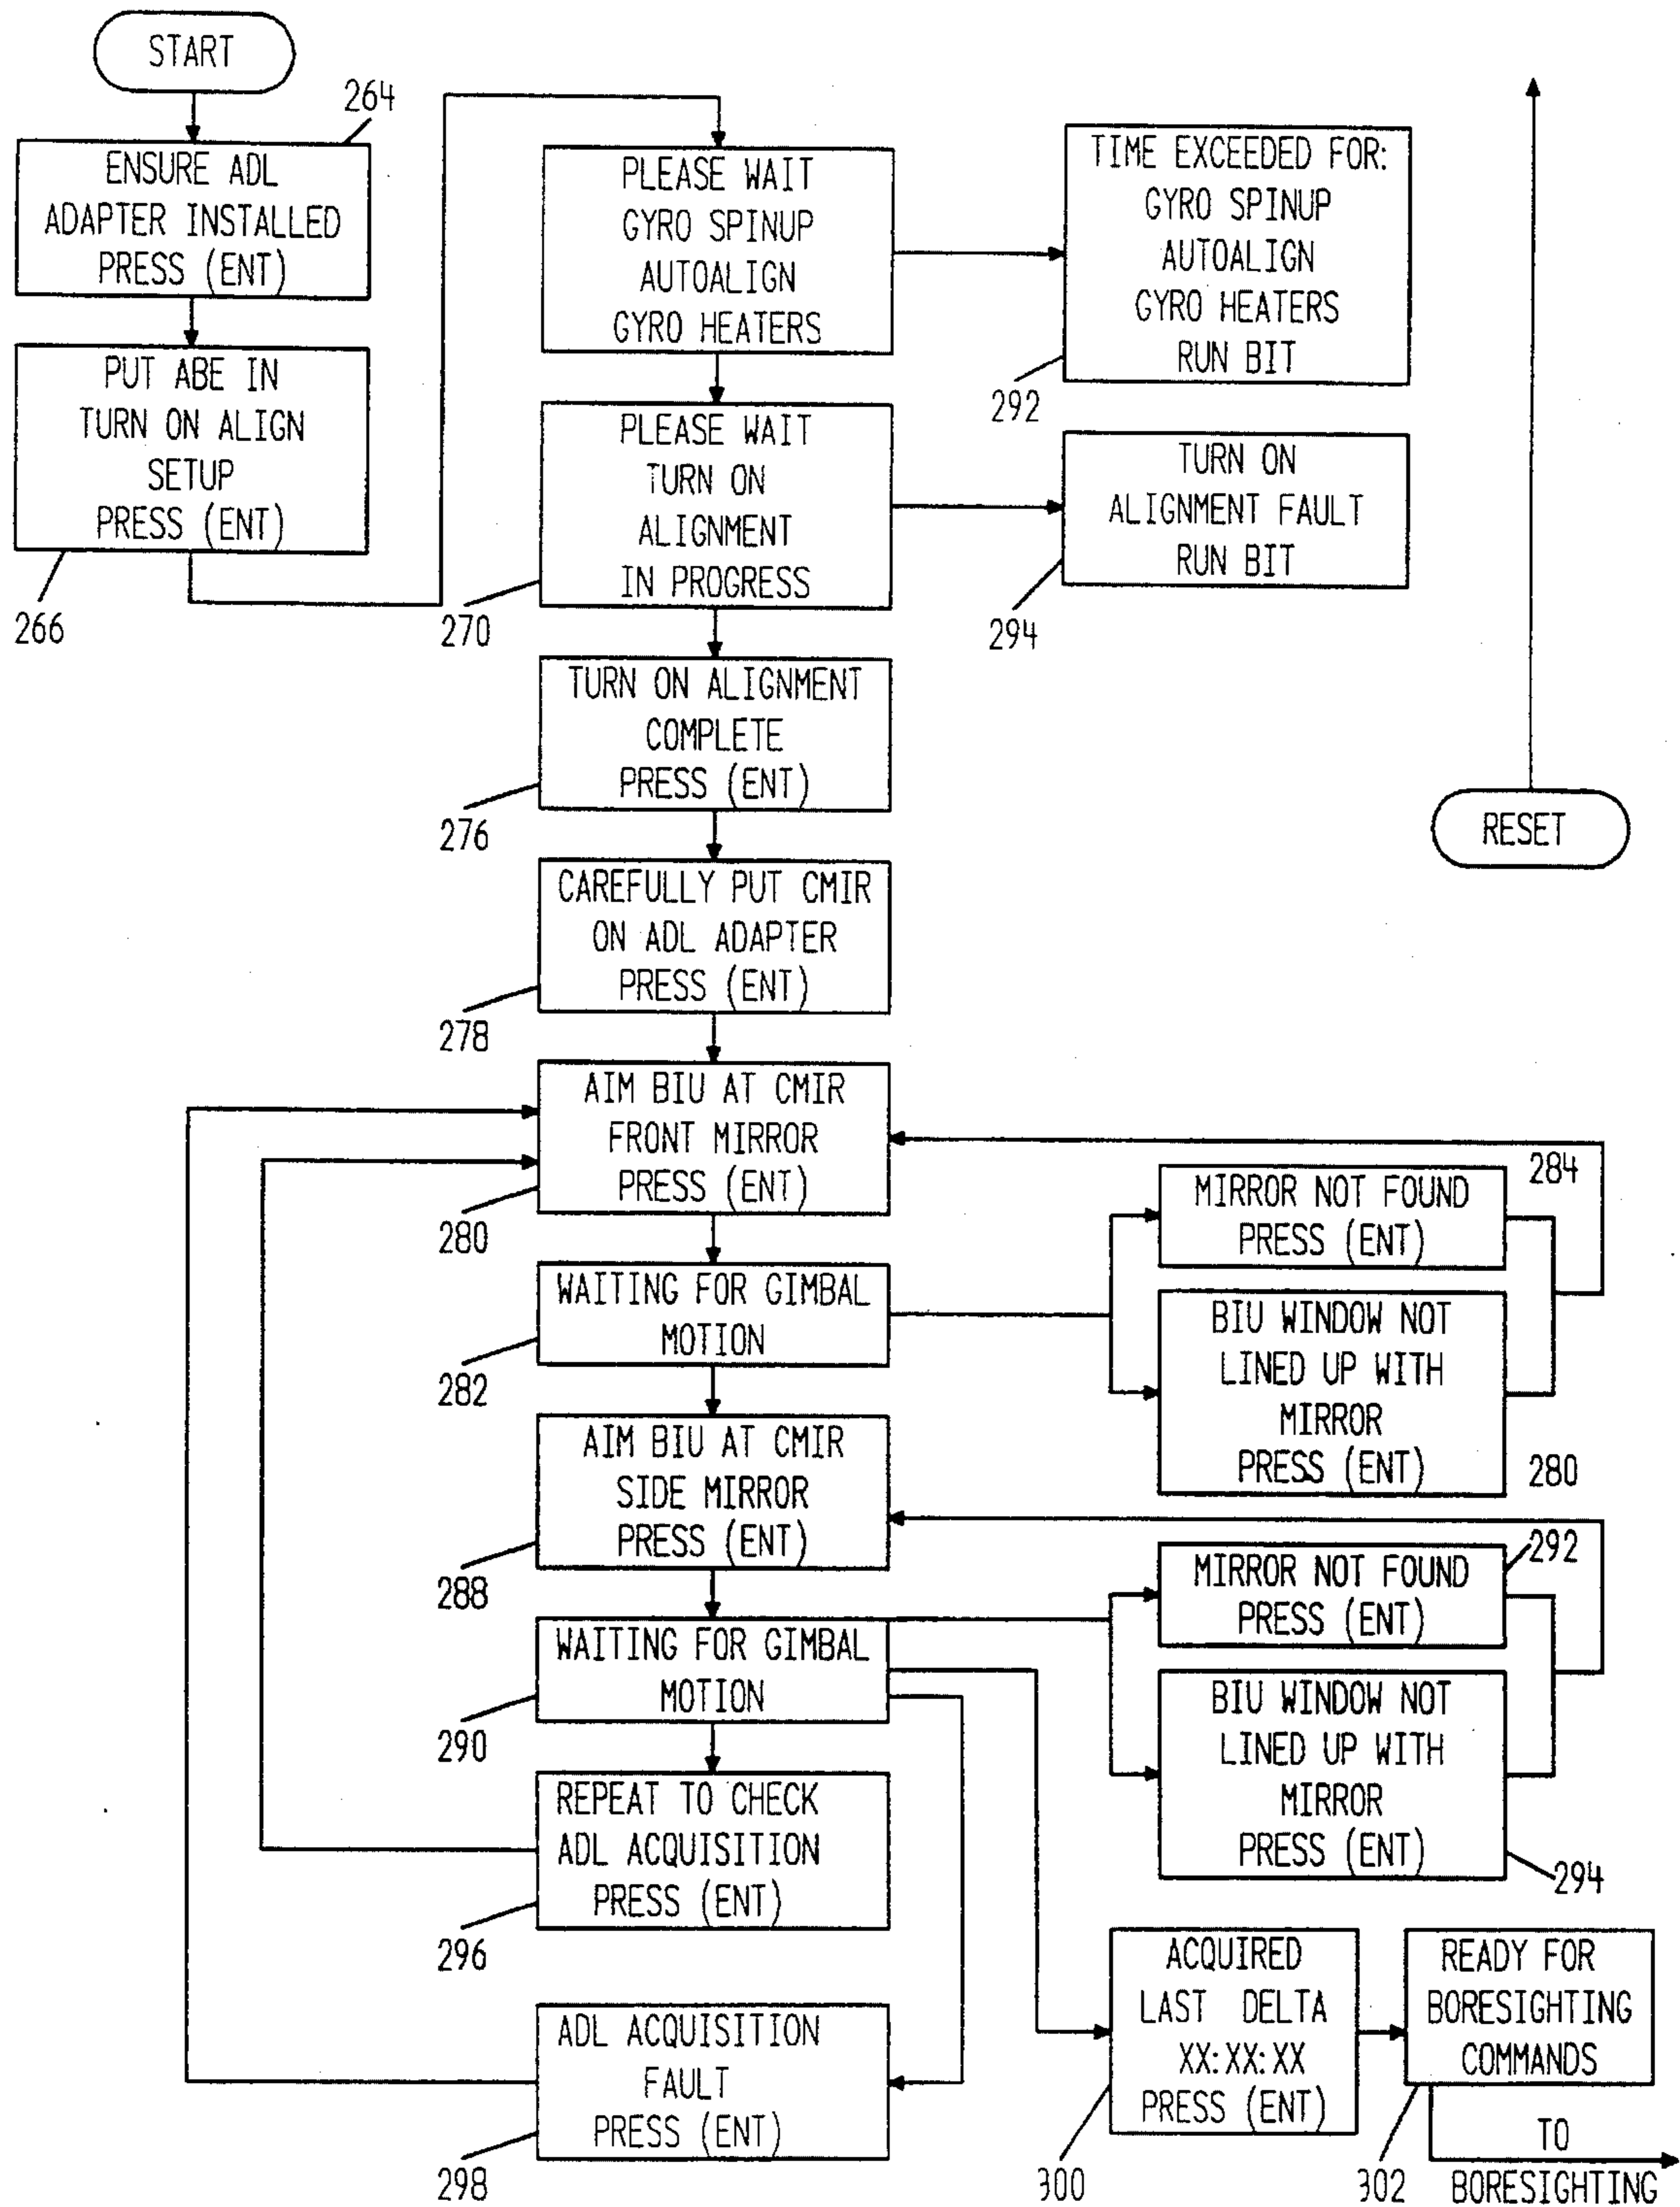 START
264
ENSURE ADL
ADAPTER INSTALLED
PRESS (ENT)
PUT ABE IN
TURN ON ALIGN
SETUP
PRESS (ENT)
266
PLEASE WAIT
GYRO SPINUP
AUTOALIGN
GYRO HEATERS
TIME EXCEEDED FOR:
GYRO SPINUP
AUTOALIGN
GYRO HEATERS
RUN BIT
292
PLEASE WAIT
TURN ON
ALIGNMENT
IN PROGRESS
270
TURN ON
ALIGNMENT FAULT
RUN BIT
294
TURN ON ALIGNMENT
COMPLETE
PRESS (ENT)
276
RESET
CAREFULLY PUT CMIR
ON ADL ADAPTER
PRESS (ENT)
278
AIM BIU AT CMIR
FRONT MIRROR
PRESS (ENT)
280
284
MIRROR NOT FOUND
PRESS (ENT)
WAITING FOR GIMBAL
MOTION
282
BIU WINDOW NOT
LINED UP WITH
MIRROR
PRESS (ENT)
280
AIM BIU AT CMIR
SIDE MIRROR
PRESS (ENT)
288
292
MIRROR NOT FOUND
PRESS (ENT)
WAITING FOR GIMBAL
MOTION
290
BIU WINDOW NOT
LINED UP WITH
MIRROR
PRESS (ENT)
294
REPEAT TO CHECK
ADL ACQUISITION
PRESS (ENT)
296
ADL ACQUISITION
FAULT
PRESS (ENT)
298
ACQUIRED
LAST DELTA
XX:XX:XX
PRESS (ENT)
300
READY FOR
BORESIGHTING
COMMANDS
302
TO
BORESIGHTING